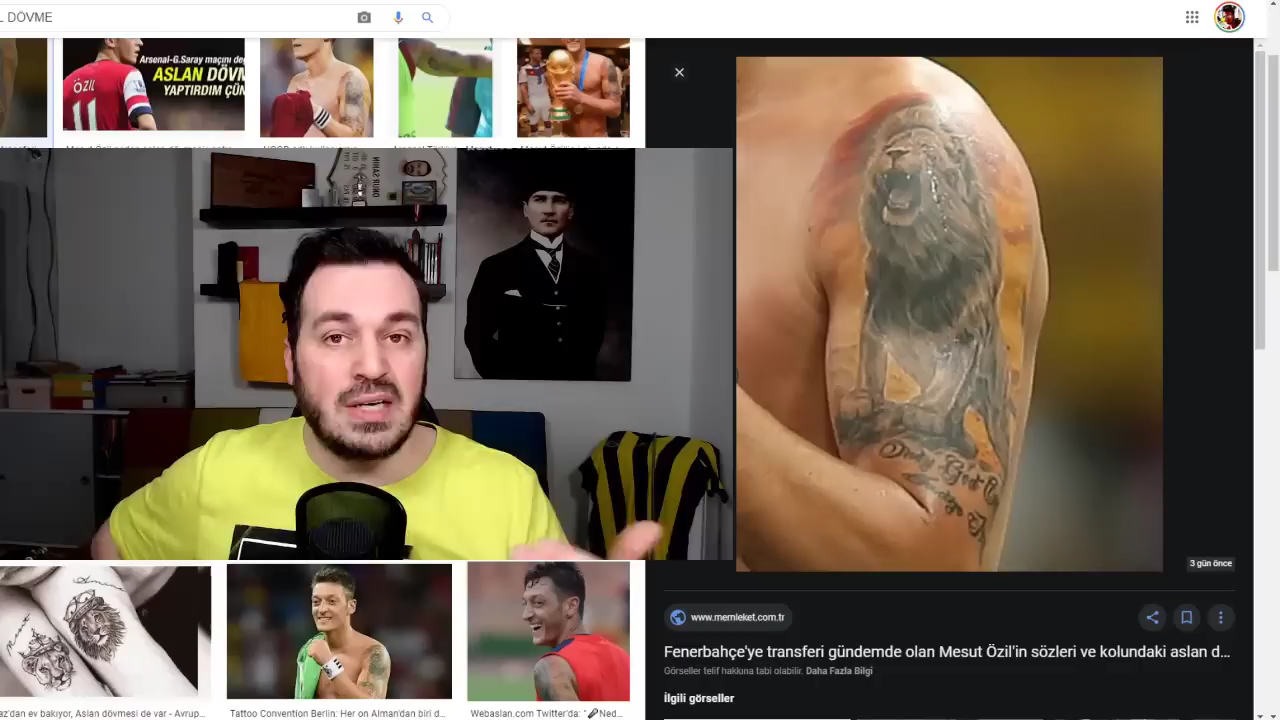 L DÖVME
ÖZİL
11
Arsenal-G.Saray maçını de
ASLAN DÖV
YAPTIRDIM ÇÜN
3 gün önce
www.memleket.com.tr
Fenerbahçe'ye transferi gündemde olan Mesut Özil'in sözleri ve kolundaki aslan d...
Görseller telif hakkına tabi olabilir. Daha Fazla Bilgi
İlgili görseller
az'dan ev bakıyor, Aslan dövmesi de var - Avrup...
Tattoo Convention Berlin: Her on Alman'dan biri d...
Webaslan.com Twitter'da: "🎤Ned...